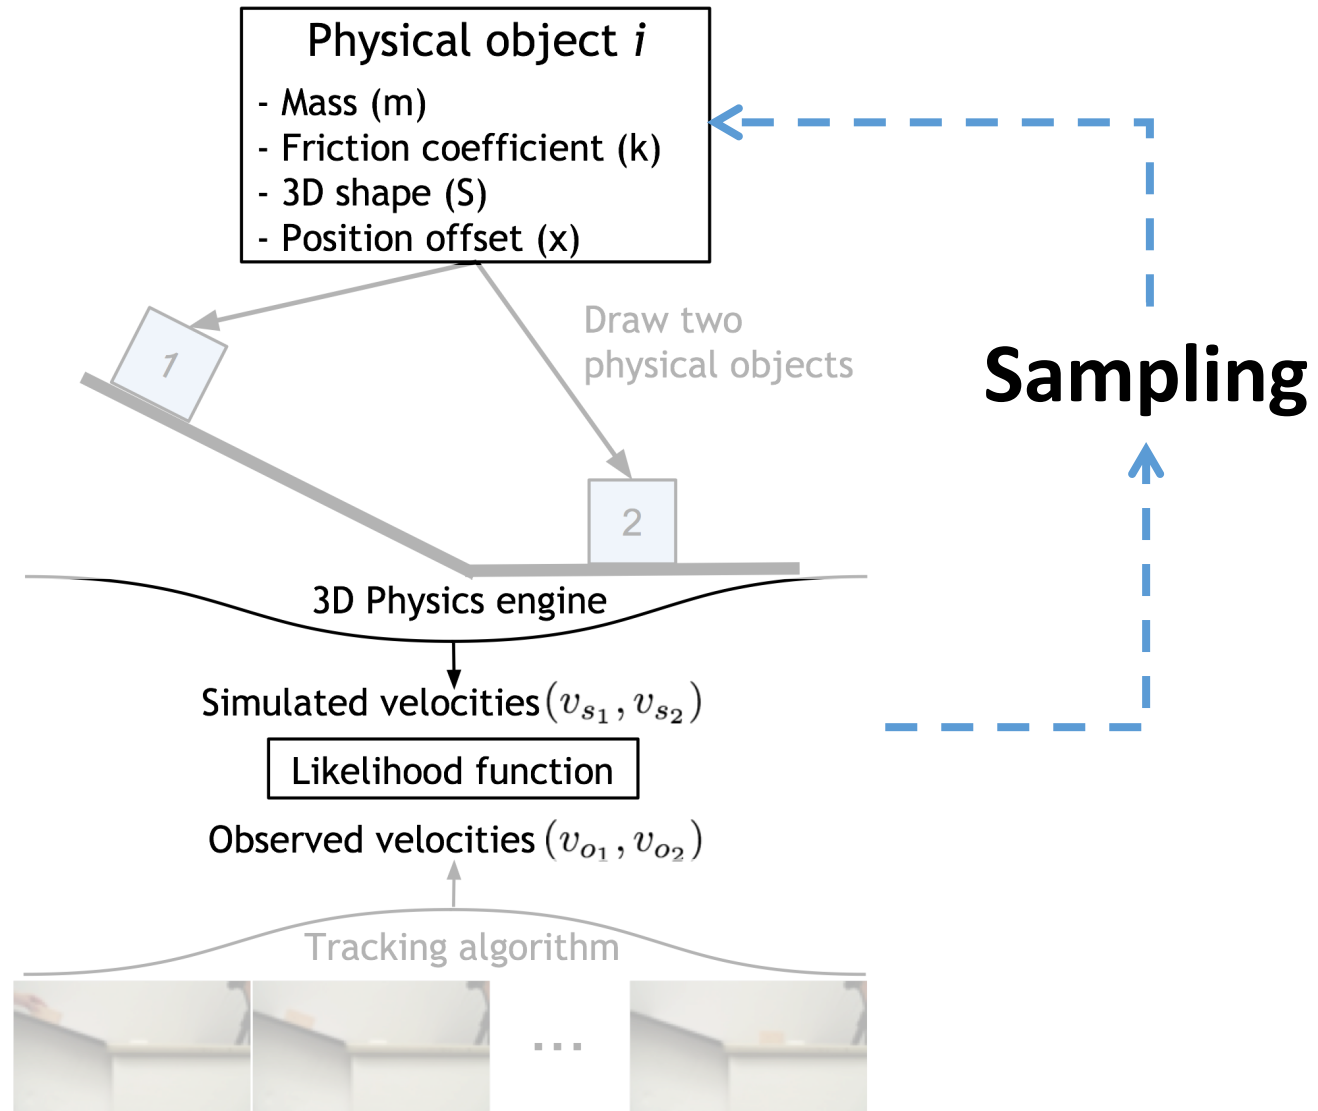 Physical object i
- Mass (m)
- Friction coefficient (k)
- 3D shape (S)
- Position offset (x)
Draw two
physical objects
1
2
Sampling
3D Physics engine
Simulated velocities (v_{s_1}, v_{s_2})
Likelihood function
Observed velocities (v_{o_1}, v_{o_2})
Tracking algorithm
...